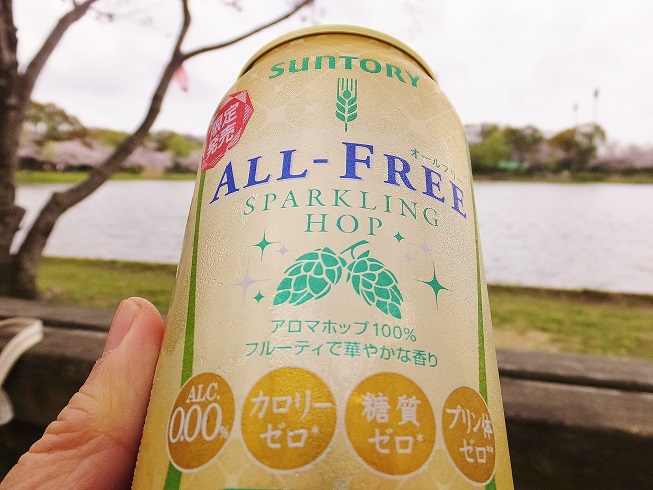 SUNTORY
限定
発売
オールフリー
ALL-FREE
SPARKLING
HOP
アロマホップ100%
フルーティで華やかな香り
ALC.
0.00%
カロリー
ゼロ*
糖質
ゼロ*
プリン体
ゼロ**